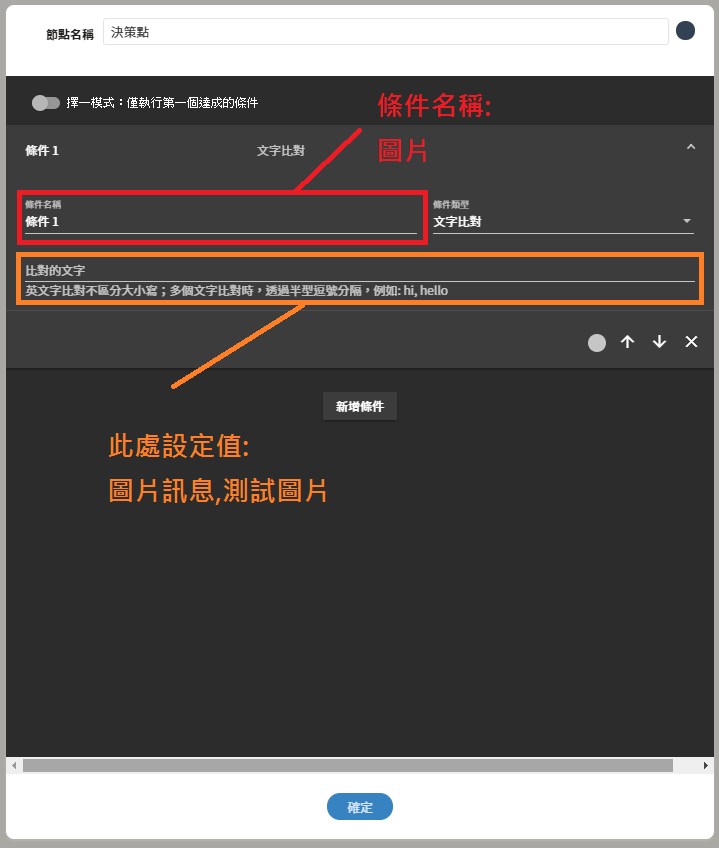 節點名稱
決策點
擇一模式：僅執行第一個達成的條件
條件名稱:
圖片
條件 1
文字比對
條件名稱
條件 1
條件類型
文字比對
比對的文字
英文字比對不區分大小寫；多個文字比對時，透過半型逗號分隔，例如: hi, hello
新增條件
此處設定值:
圖片訊息,測試圖片
確定